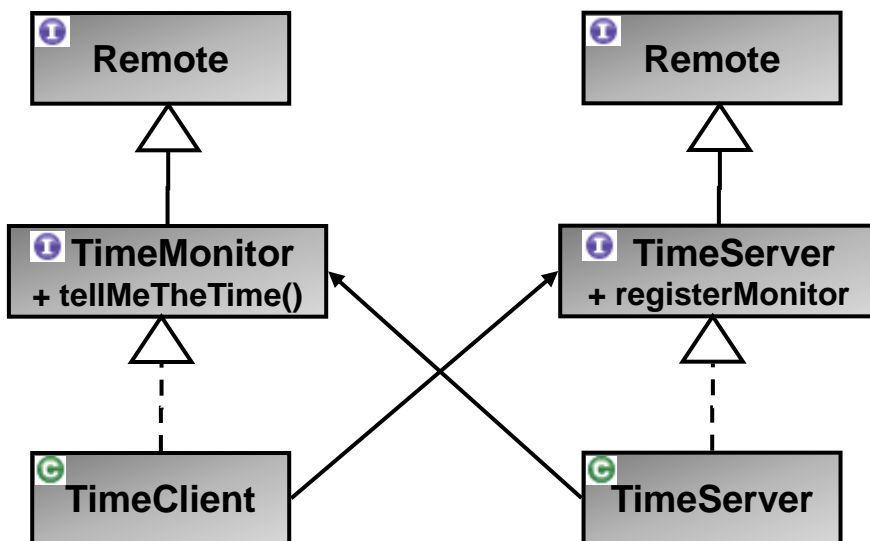 I
Remote
I
Remote
I
TimeMonitor
+ tellMeTheTime()
I
TimeServer
+ registerMonitor
C
TimeClient
C
TimeServer